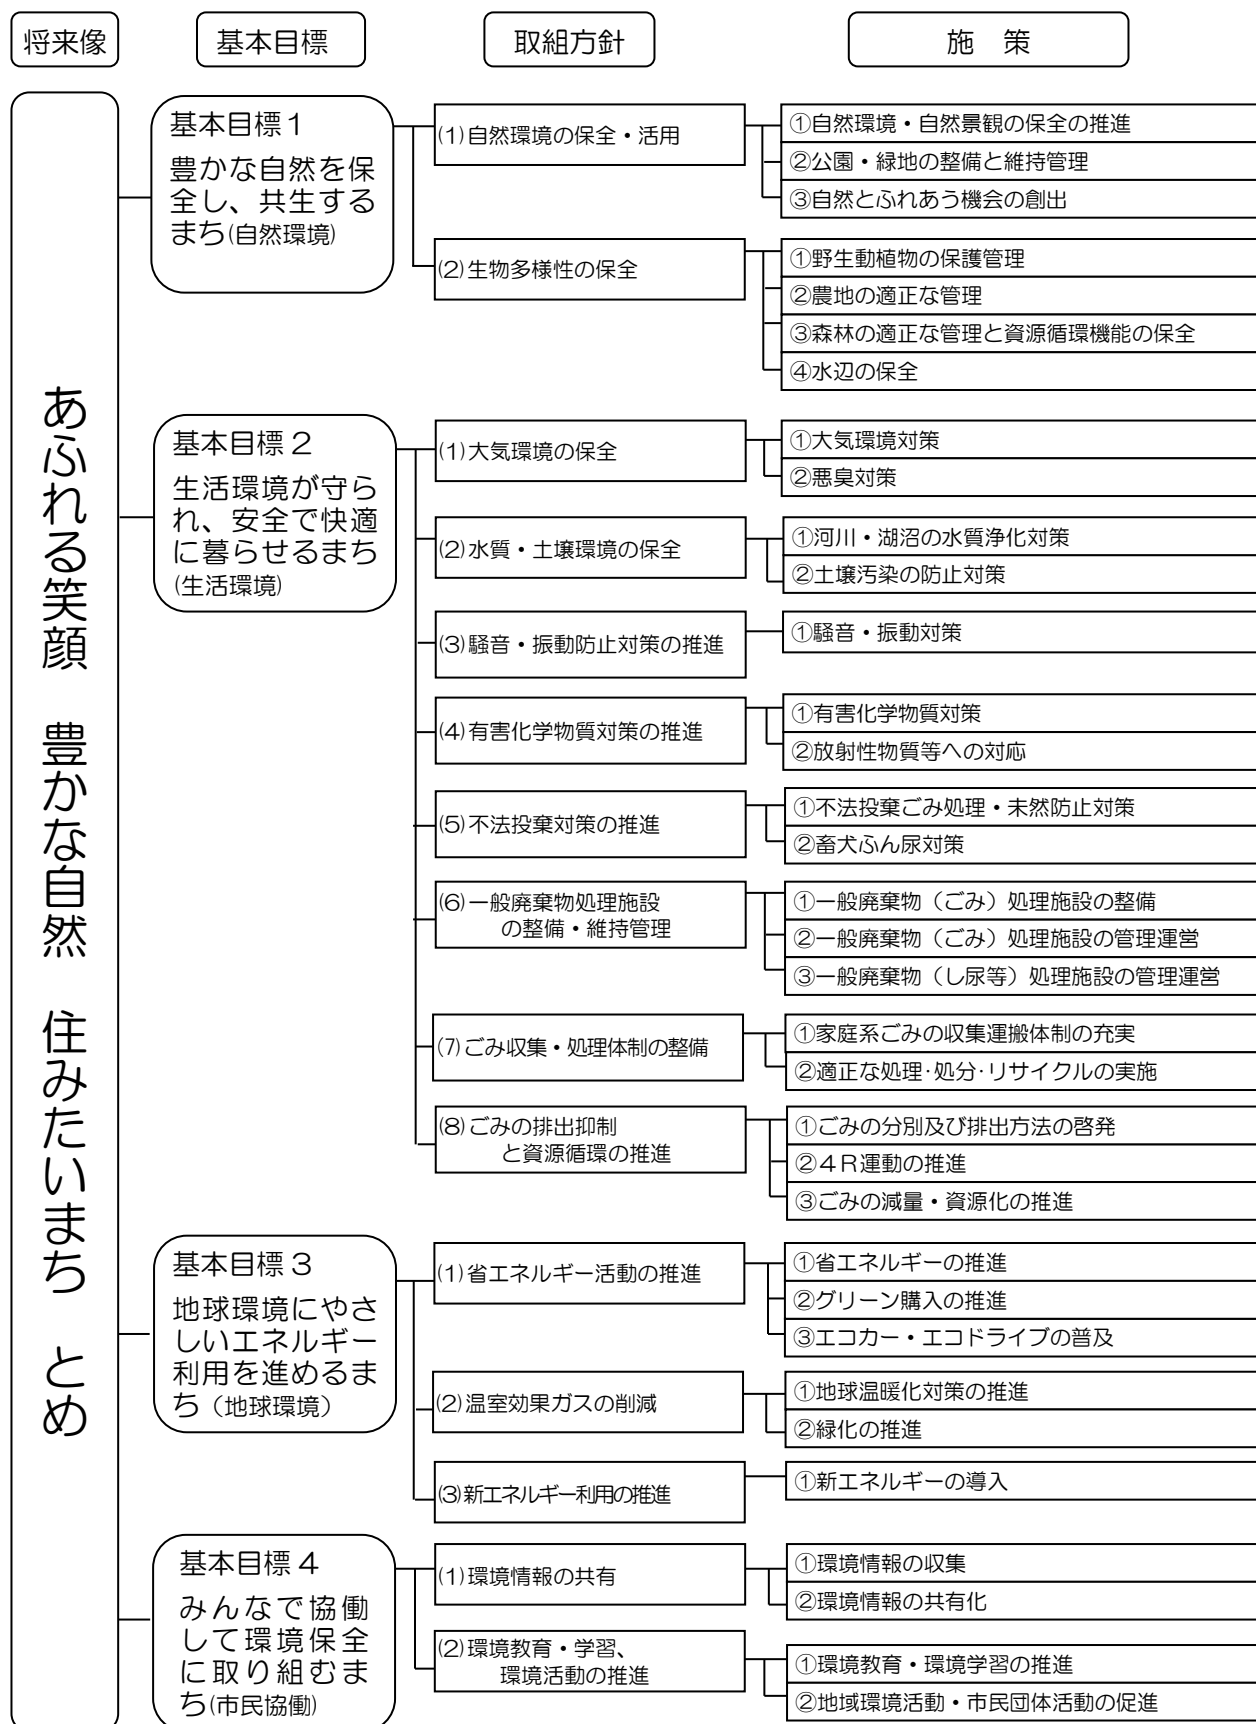 将来像
基本目標
取組方針
施　策
あふれる笑顔　豊かな自然　住みたいまち　とめ
基本目標１
豊かな自然を保
全し、共生する
まち(自然環境)
(1)自然環境の保全・活用
①自然環境・自然景観の保全の推進
②公園・緑地の整備と維持管理
③自然とふれあう機会の創出
(2)生物多様性の保全
①野生動植物の保護管理
②農地の適正な管理
③森林の適正な管理と資源循環機能の保全
④水辺の保全
基本目標２
生活環境が守ら
れ、安全で快適
に暮らせるまち
(生活環境)
(1)大気環境の保全
①大気環境対策
②悪臭対策
(2)水質・土壌環境の保全
①河川・湖沼の水質浄化対策
②土壌汚染の防止対策
(3)騒音・振動防止対策の推進
①騒音・振動対策
(4)有害化学物質対策の推進
①有害化学物質対策
②放射性物質等への対応
(5)不法投棄対策の推進
①不法投棄ごみ処理・未然防止対策
②畜犬ふん尿対策
(6)一般廃棄物処理施設
の整備・維持管理
①一般廃棄物（ごみ）処理施設の整備
②一般廃棄物（ごみ）処理施設の管理運営
③一般廃棄物（し尿等）処理施設の管理運営
(7)ごみ収集・処理体制の整備
①家庭系ごみの収集運搬体制の充実
②適正な処理･処分･リサイクルの実施
(8)ごみの排出抑制
と資源循環の推進
①ごみの分別及び排出方法の啓発
②４Ｒ運動の推進
③ごみの減量・資源化の推進
基本目標３
地球環境にやさ
しいエネルギー
利用を進めるま
ち（地球環境）
(1)省エネルギー活動の推進
①省エネルギーの推進
②グリーン購入の推進
③エコカー・エコドライブの普及
(2)温室効果ガスの削減
①地球温暖化対策の推進
②緑化の推進
(3)新エネルギー利用の推進
①新エネルギーの導入
基本目標４
みんなで協働
して環境保全
に取り組むま
ち(市民協働)
(1)環境情報の共有
①環境情報の収集
②環境情報の共有化
(2)環境教育・学習、
環境活動の推進
①環境教育・環境学習の推進
②地域環境活動・市民団体活動の促進